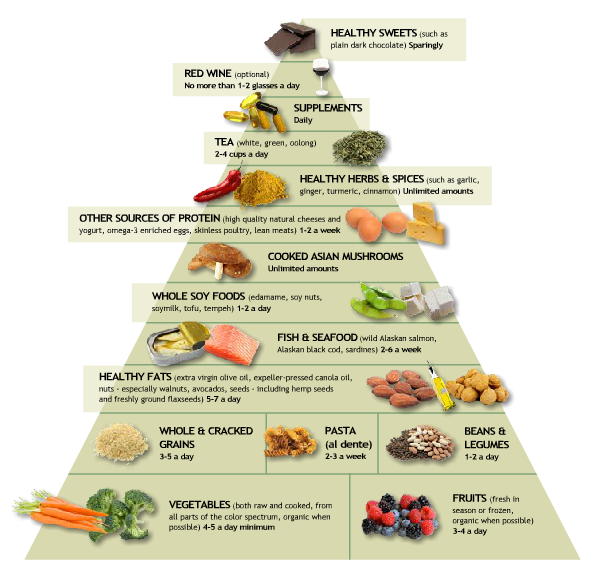 HEALTHY SWEETS (such as
plain dark chocolate) Sparingly
RED WINE (optional)
No more than 1-2 glasses a day
SUPPLEMENTS
Daily
TEA (white, green, oolong)
2-4 cups a day
HEALTHY HERBS & SPICES (such as garlic,
ginger, turmeric, cinnamon) Unlimited amounts
OTHER SOURCES OF PROTEIN (high quality natural cheeses and
yogurt, omega-3 enriched eggs, skinless poultry, lean meats) 1-2 a week
COOKED ASIAN MUSHROOMS
Unlimited amounts
WHOLE SOY FOODS (edamame, soy nuts,
soymilk, tofu, tempeh) 1-2 a day
FISH & SEAFOOD (wild Alaskan salmon,
Alaskan black cod, sardines) 2-6 a week
HEALTHY FATS (extra virgin olive oil, expeller-pressed canola oil,
nuts - especially walnuts, avocados, seeds - including hemp seeds
and freshly ground flaxseeds) 5-7 a day
WHOLE & CRACKED
GRAINS
3-5 a day
PASTA
(al dente)
2-3 a week
BEANS &
LEGUMES
1-2 a day
VEGETABLES (both raw and cooked, from
all parts of the color spectrum, organic when
possible) 4-5 a day minimum
FRUITS (fresh in
season or frozen,
organic when possible)
3-4 a day